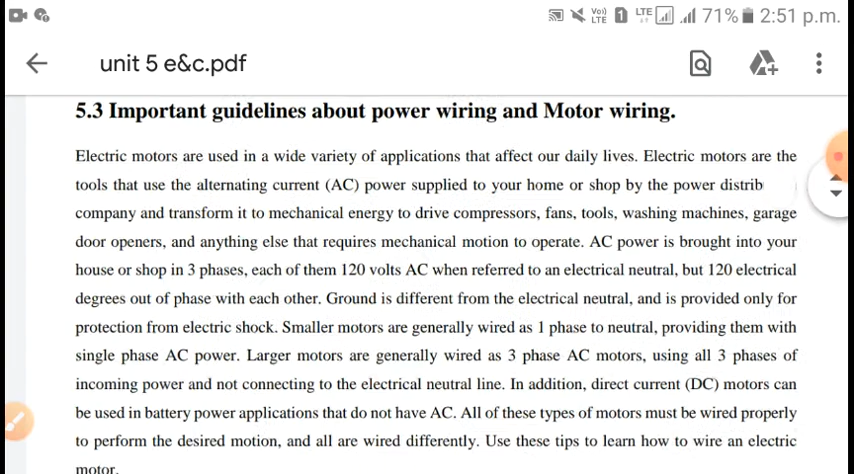 Vo)) LTE 1 LTE 71% 2:51 p.m.
unit 5 e&c.pdf
5.3 Important guidelines about power wiring and Motor wiring.
Electric motors are used in a wide variety of applications that affect our daily lives. Electric motors are the
tools that use the alternating current (AC) power supplied to your home or shop by the power distrib
company and transform it to mechanical energy to drive compressors, fans, tools, washing machines, garage
door openers, and anything else that requires mechanical motion to operate. AC power is brought into your
house or shop in 3 phases, each of them 120 volts AC when referred to an electrical neutral, but 120 electrical
degrees out of phase with each other. Ground is different from the electrical neutral, and is provided only for
protection from electric shock. Smaller motors are generally wired as 1 phase to neutral, providing them with
single phase AC power. Larger motors are generally wired as 3 phase AC motors, using all 3 phases of
incoming power and not connecting to the electrical neutral line. In addition, direct current (DC) motors can
be used in battery power applications that do not have AC. All of these types of motors must be wired properly
to perform the desired motion, and all are wired differently. Use these tips to learn how to wire an electric
motor.